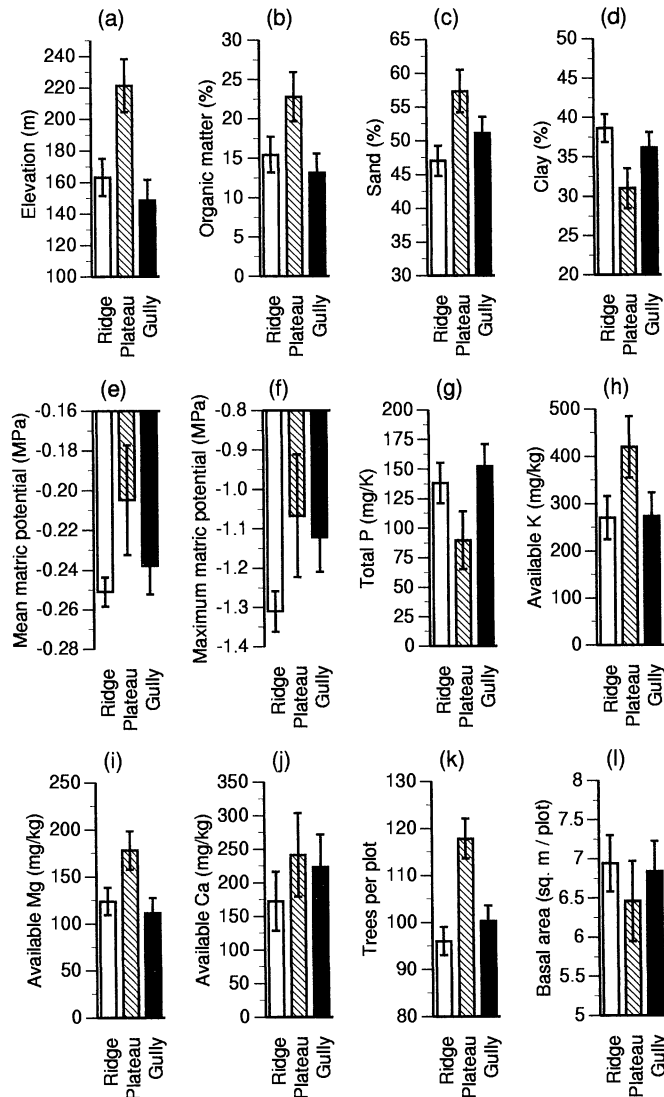 (a)
Elevation (m)
240
220
200
180
160
140
120
100
Ridge
Plateau
Gully
(b)
Organic matter (%)
30
25
20
15
10
5
0
Ridge
Plateau
Gully
(c)
Sand (%)
65
60
55
50
45
40
35
30
Ridge
Plateau
Gully
(d)
Clay (%)
50
45
40
35
30
25
20
Ridge
Plateau
Gully
(e)
Mean matric potential (MPa)
-0.16
-0.18
-0.20
-0.22
-0.24
-0.26
-0.28
Ridge
Plateau
Gully
(f)
Maximum matric potential (MPa)
-0.8
-0.9
-1.0
-1.1
-1.2
-1.3
-1.4
Ridge
Plateau
Gully
(g)
Total P (mg/K)
200
175
150
125
100
75
50
25
0
Ridge
Plateau
Gully
(h)
Available K (mg/kg)
500
400
300
200
100
0
Ridge
Plateau
Gully
(i)
Available Mg (mg/kg)
250
200
150
100
50
0
Ridge
Plateau
Gully
(j)
Available Ca (mg/kg)
350
300
250
200
150
100
50
0
Ridge
Plateau
Gully
(k)
Trees per plot
130
120
110
100
90
80
Ridge
Plateau
Gully
(l)
Basal area (sq. m / plot)
8
7.5
7
6.5
6
5.5
5
Ridge
Plateau
Gully